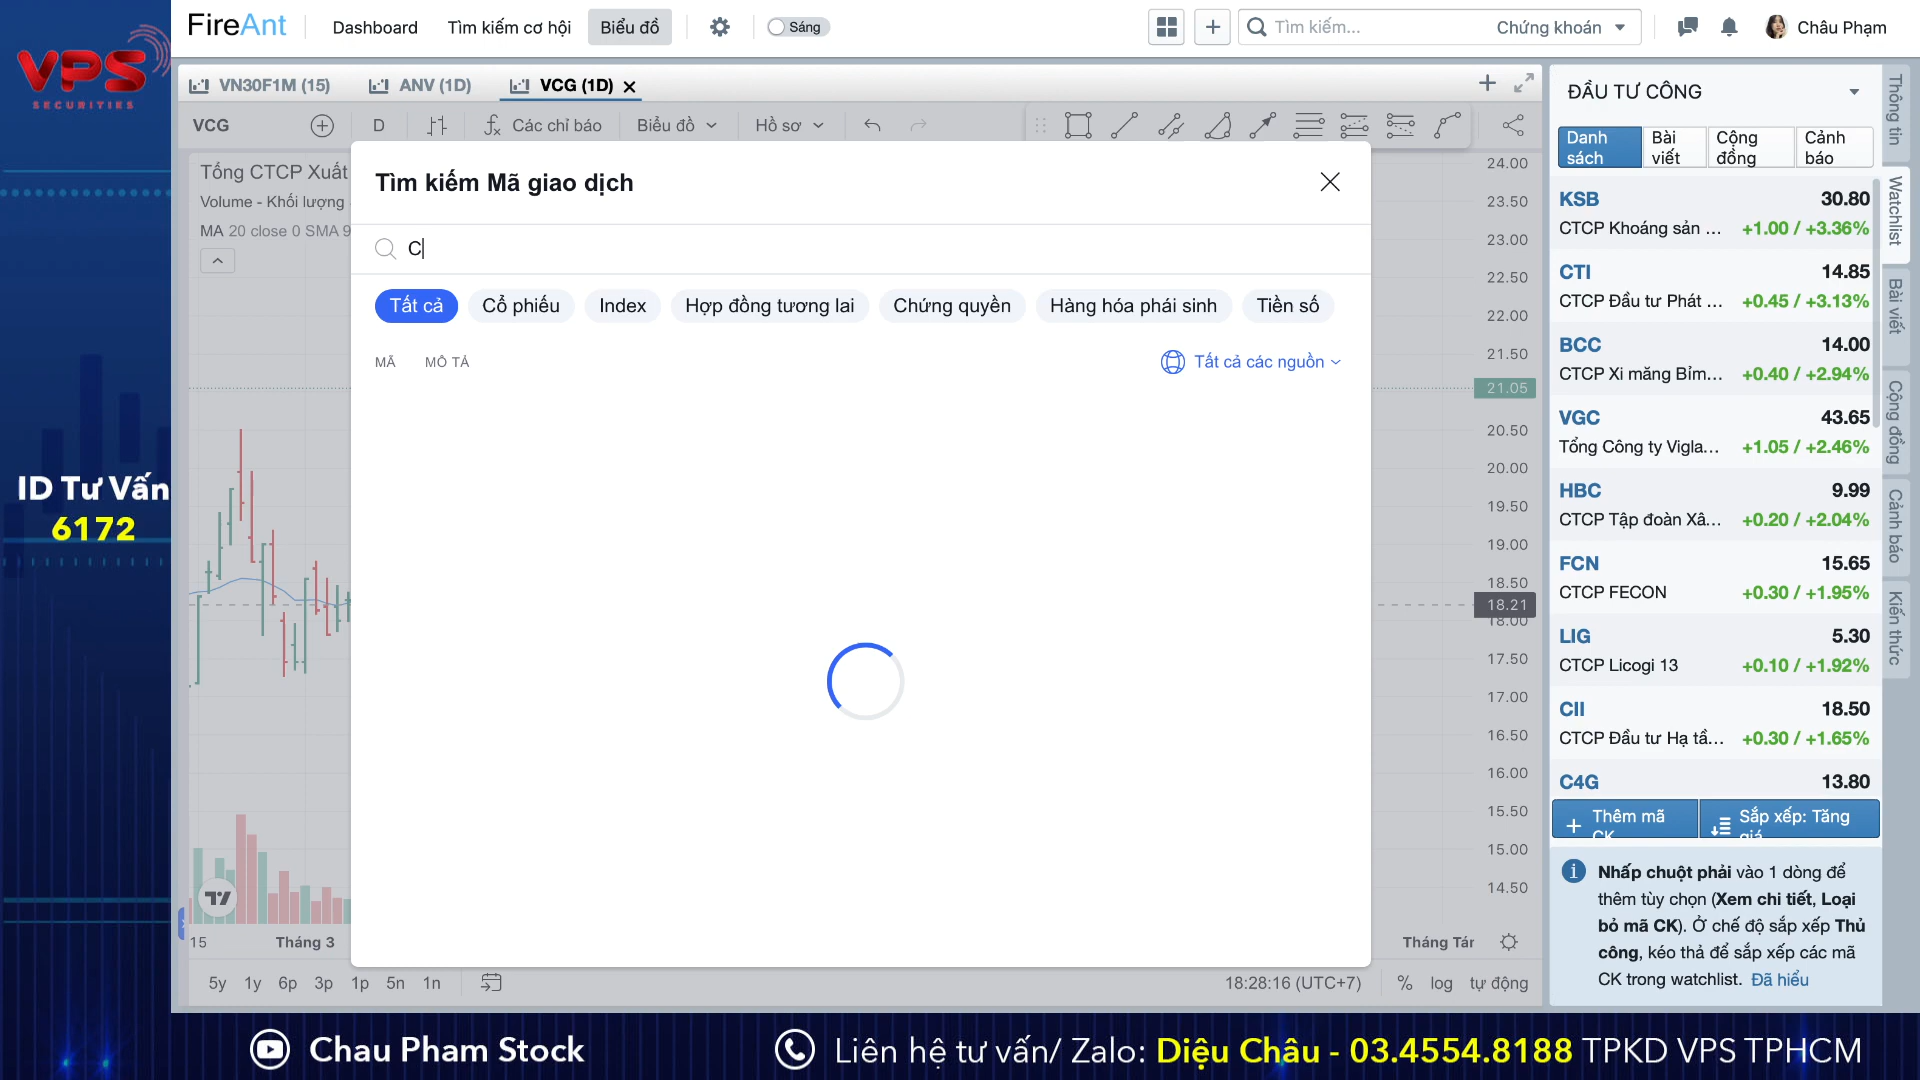 VPS
SECURITIES
ID Tư Vấn
6172
FireAnt
Dashboard
Tìm kiếm cơ hội
Biểu đồ
Sáng
Tìm kiếm...
Chứng khoán
Châu Phạm
VN30F1M (15)
ANV (1D)
VCG (1D)
VCG
D
Các chỉ báo
Biểu đồ
Hồ sơ
Tổng CTCP Xuất
Volume - Khối lượng
MA 20 close 0 SMA 9
Tìm kiếm Mã giao dịch
C
Tất cả
Cổ phiếu
Index
Hợp đồng tương lai
Chứng quyền
Hàng hóa phái sinh
Tiền số
MÃ
MÔ TẢ
Tất cả các nguồn
24.00
23.50
23.00
22.50
22.00
21.50
21.05
20.50
20.00
19.50
19.00
18.50
18.21
18.00
17.50
17.00
16.50
16.00
15.50
15.00
14.50
15
Tháng 3
5y
1y
6p
3p
1p
5n
1n
18:28:16 (UTC+7)
%
log
tự động
ĐẦU TƯ CÔNG
Danh sách
Bài viết
Cộng đồng
Cảnh báo
KSB 30.80
CTCP Khoáng sản ... +1.00 / +3.36%
CTI 14.85
CTCP Đầu tư Phát ... +0.45 / +3.13%
BCC 14.00
CTCP Xi măng Bỉm... +0.40 / +2.94%
VGC 43.65
Tổng Công ty Vigla... +1.05 / +2.46%
HBC 9.99
CTCP Tập đoàn Xâ... +0.20 / +2.04%
FCN 15.65
CTCP FECON +0.30 / +1.95%
LIG 5.30
CTCP Licogi 13 +0.10 / +1.92%
CII 18.50
CTCP Đầu tư Hạ tầ... +0.30 / +1.65%
C4G 13.80
Thêm mã CK
Sắp xếp: Tăng giá
Nhấp chuột phải vào 1 dòng để
thêm tùy chọn (Xem chi tiết, Loại
bỏ mã CK). Ở chế độ sắp xếp Thủ
công, kéo thả để sắp xếp các mã
CK trong watchlist. Đã hiểu
Thông tin
Watchlist
Bài viết
Cộng đồng
Cảnh báo
Kiến thức
Chau Pham Stock
Liên hệ tư vấn/ Zalo: Diệu Châu - 03.4554.8188 TPKD VPS TPHCM